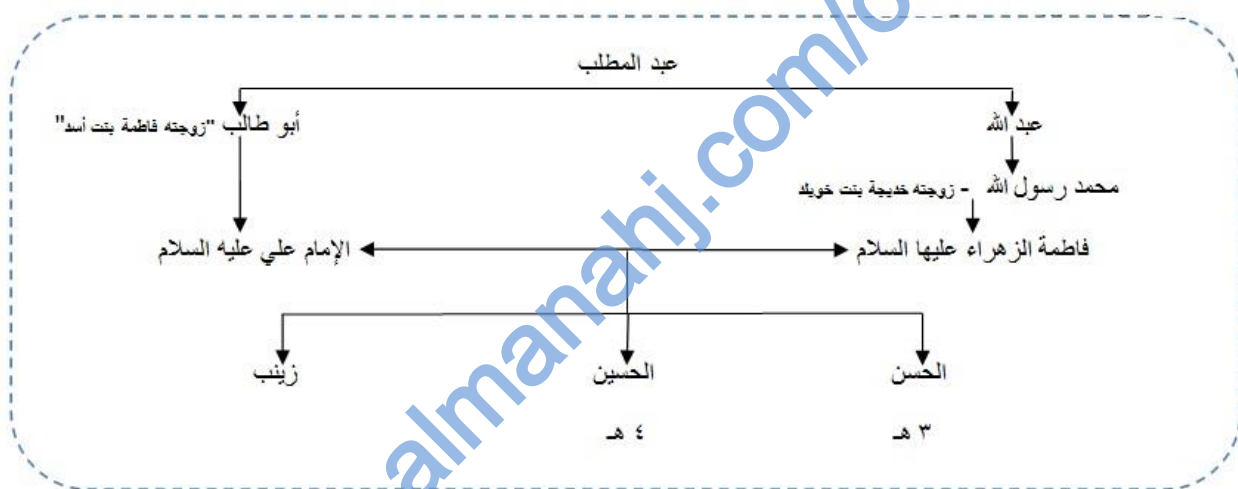 عبد المطلب
عبد الله
أبو طالب "زوجته فاطمة بنت أسد"
محمد رسول الله - زوجته خديجة بنت خويلد
فاطمة الزهراء عليها السلام
الإمام علي عليه السلام
الحسن
الحسين
زينب
٣ هـ
٤ هـ
almanahj.com/